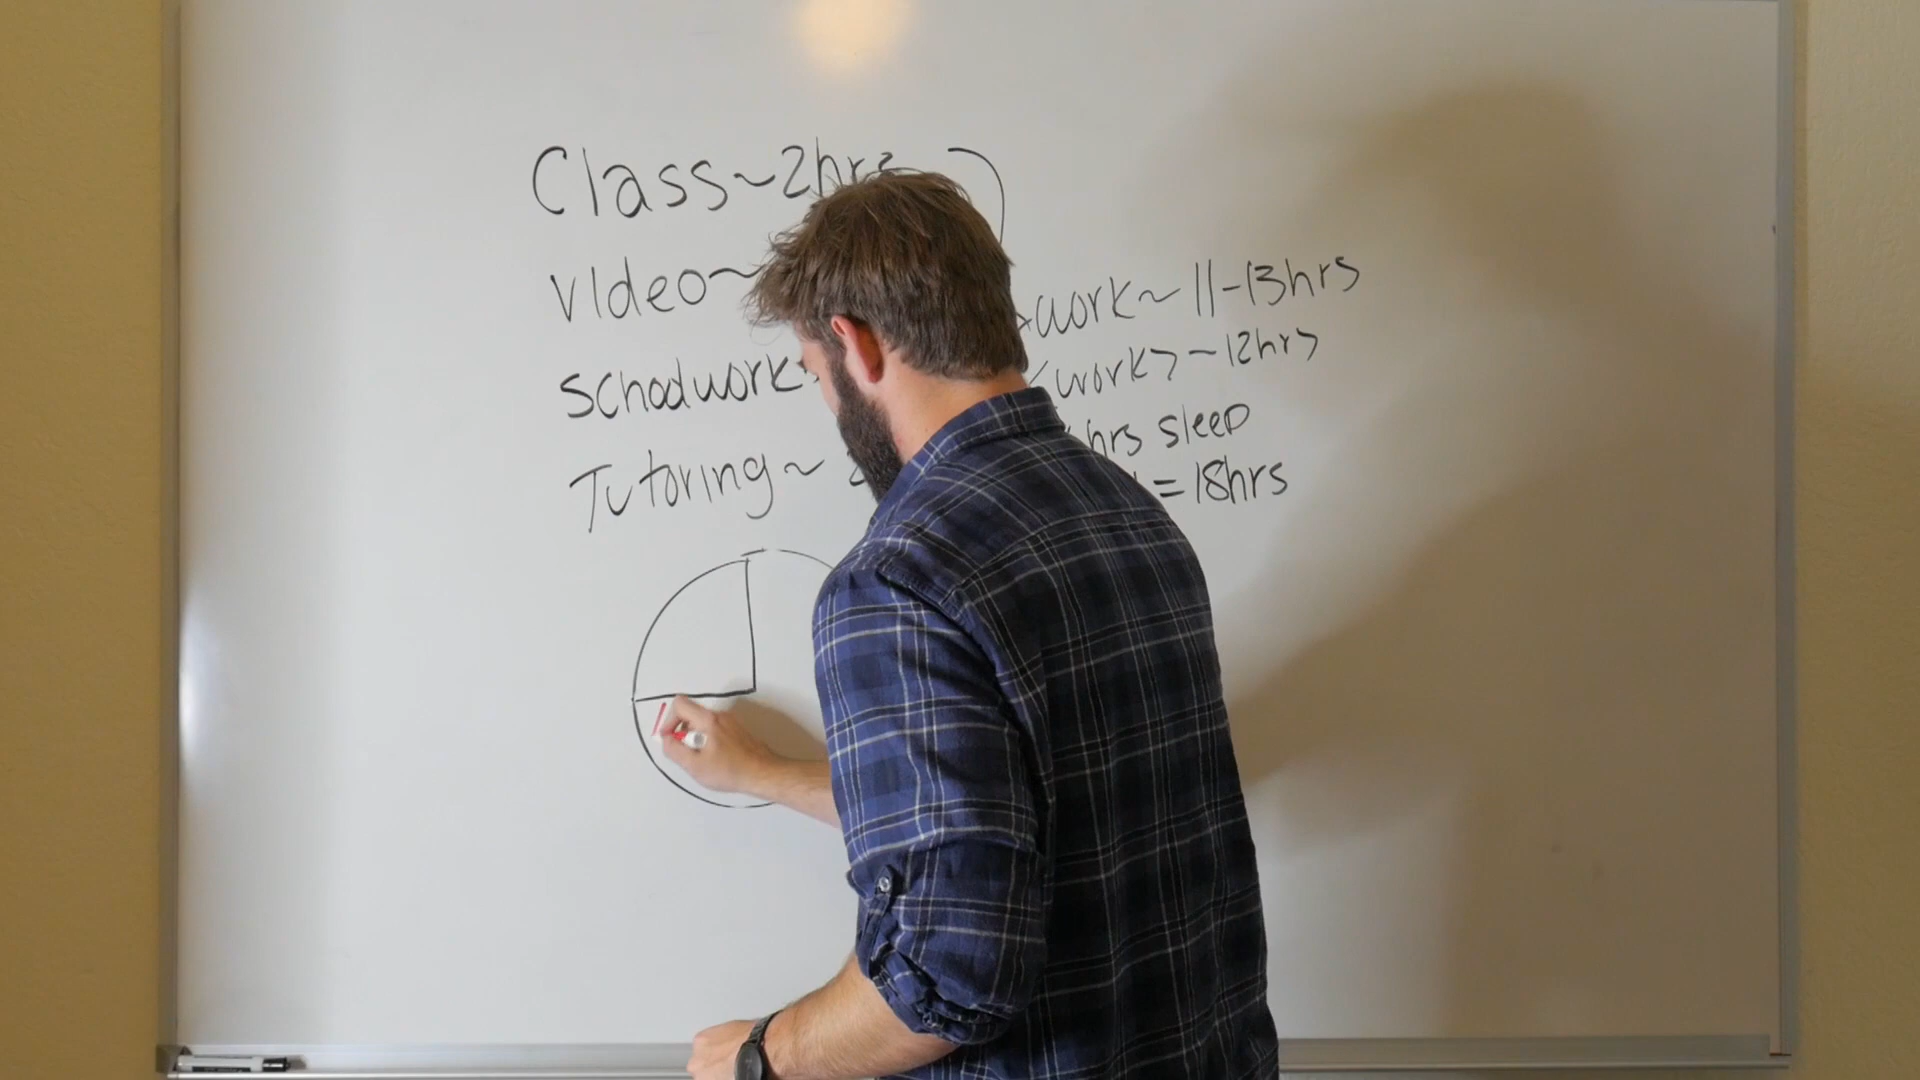 Class~2hrs
video~
schoolwork~
Tutoring~
work~11-13hrs
<work>~12hrs
hrs sleep
=18hrs